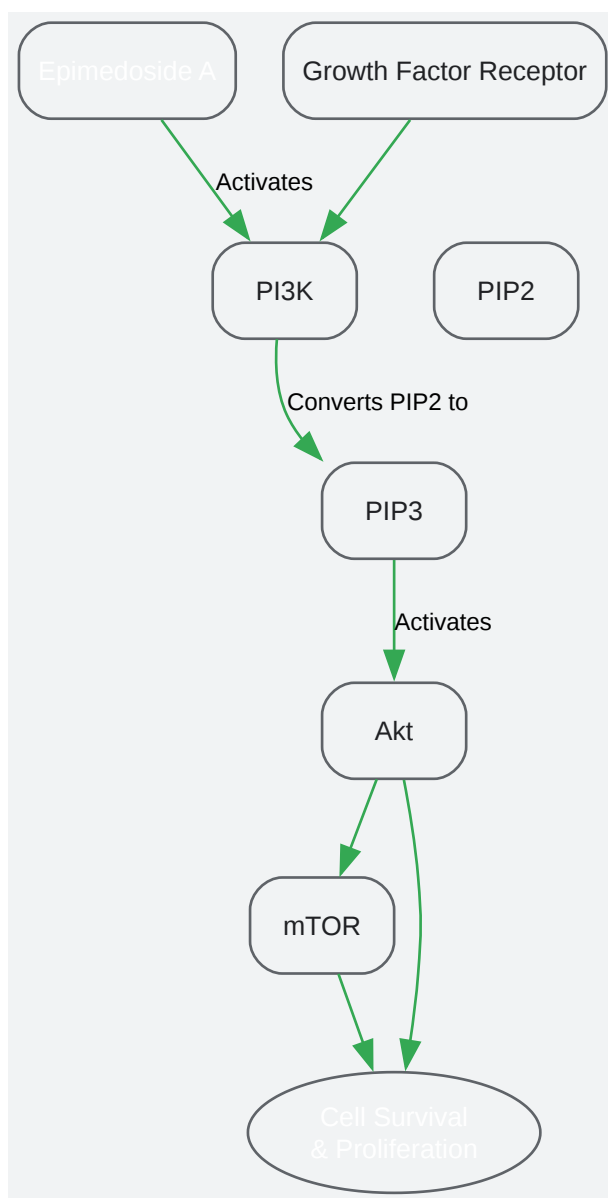 Epimedoside A
Growth Factor Receptor
Activates
PI3K
PIP2
Converts PIP2 to
PIP3
Activates
Akt
mTOR
Cell Survival
& Proliferation